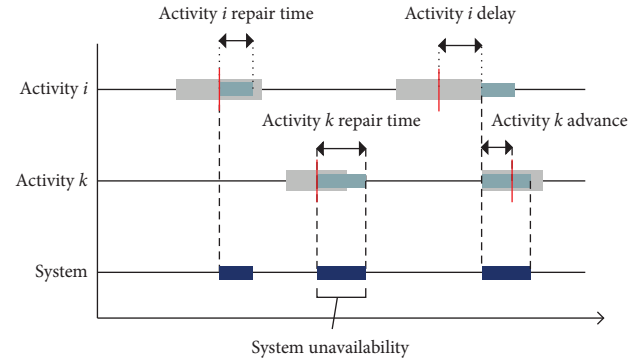 Activity i repair time
Activity i delay
Activity i
Activity k repair time
Activity k advance
Activity k
System
System unavailability